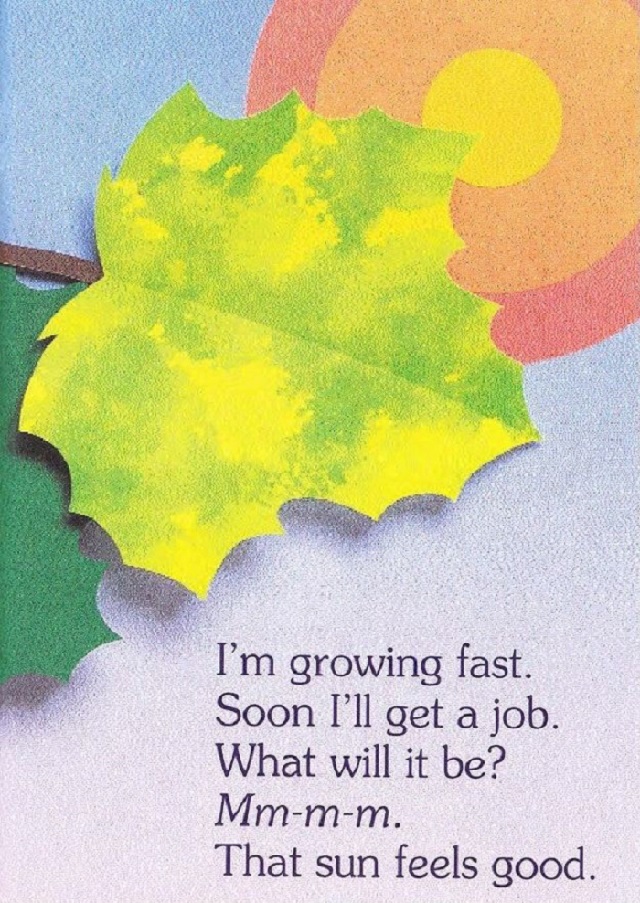 I'm growing fast.
Soon I'll get a job.
What will it be?
Mm-m-m.
That sun feels good.